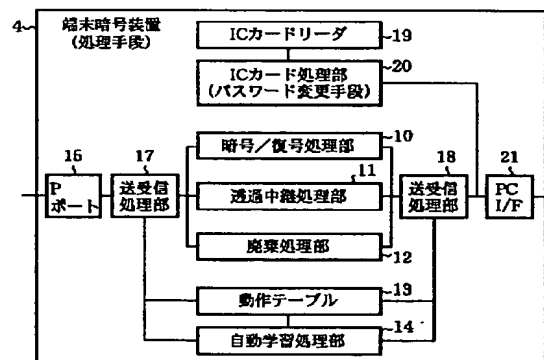 4
端末暗号装置
(処理手段)
ICカードリーダ
19
ICカード処理部
(パスワード変更手段)
20
暗号/復号処理部
10
15
17
11
18
21
P
ポート
送受信
処理部
透過中継処理部
送受信
処理部
PC
I/F
廃棄処理部
12
動作テーブル
13
自動学習処理部
14